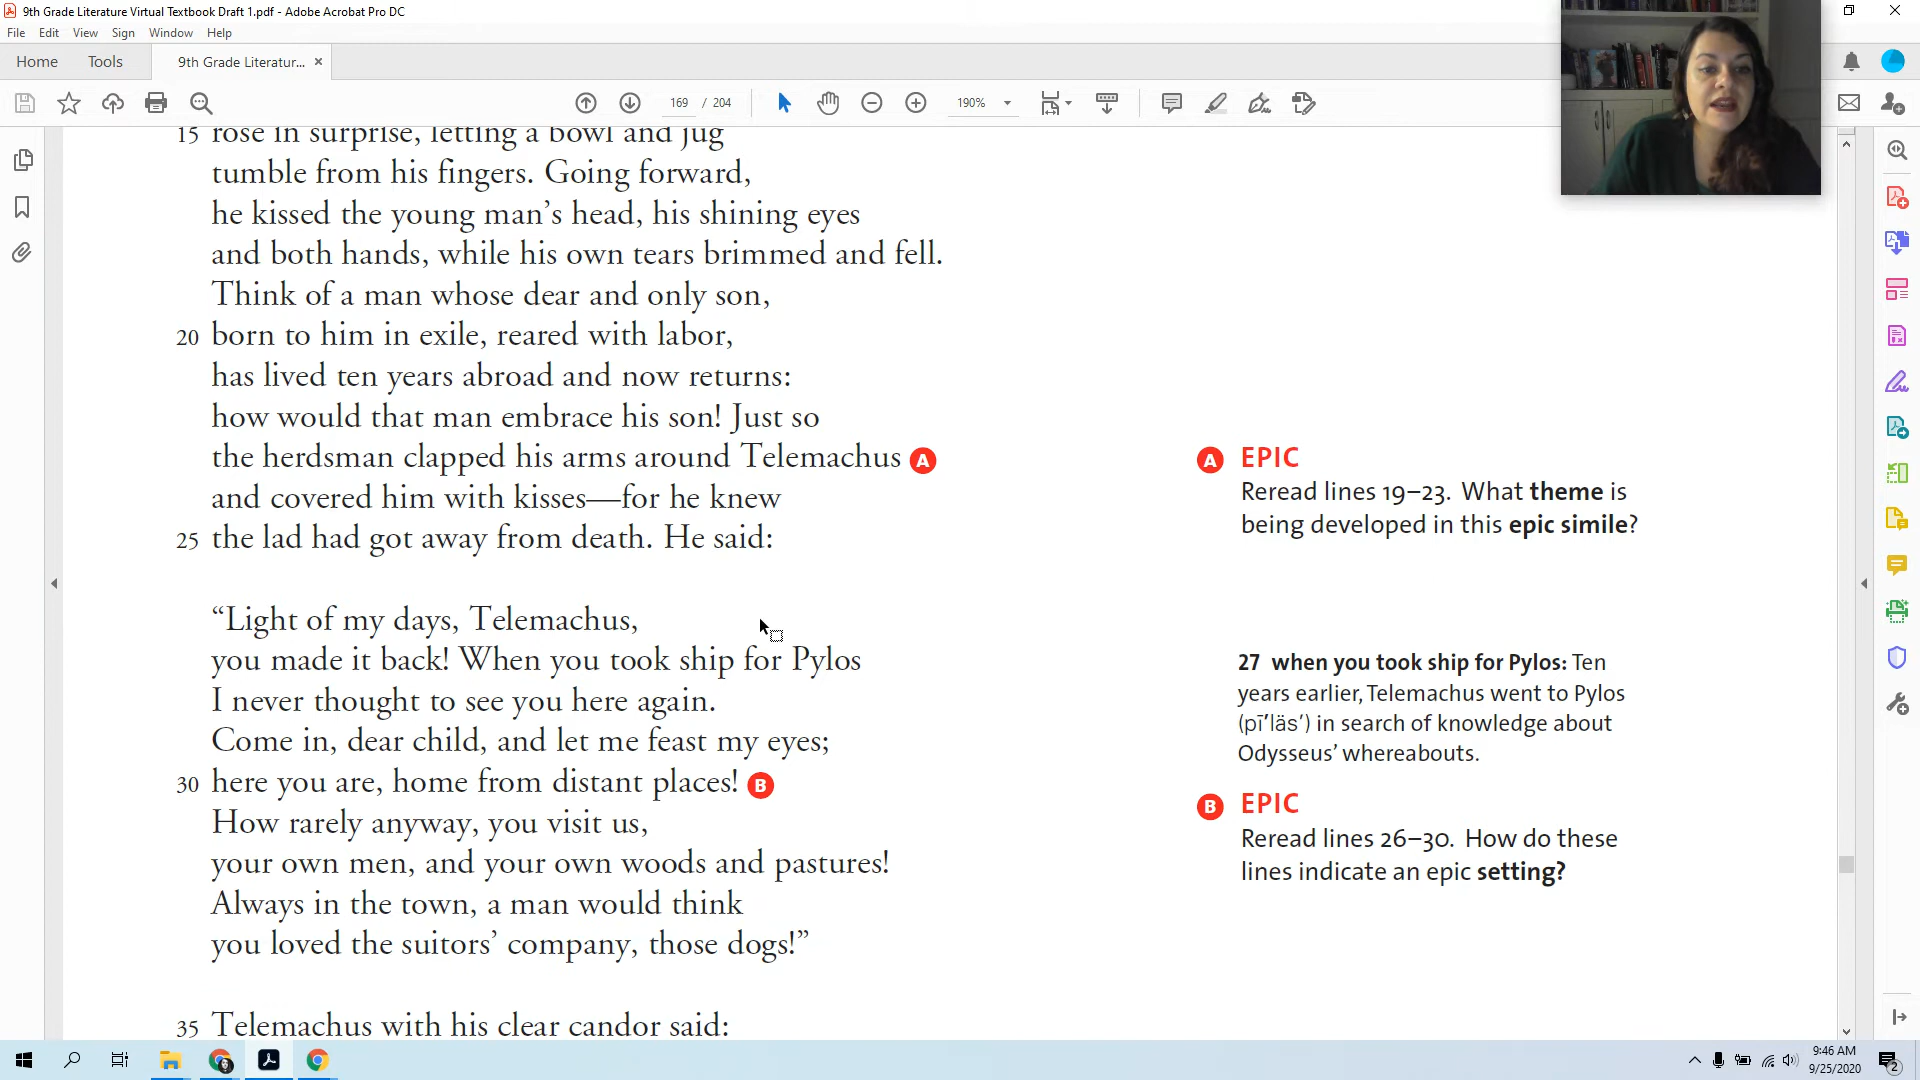 9th Grade Literature Virtual Textbook Draft 1.pdf - Adobe Acrobat Pro DC
File Edit View Sign Window Help
Home Tools 9th Grade Literatur... ×
169 / 204 190%
15 rose in surprise, letting a bowl and jug
tumble from his fingers. Going forward,
he kissed the young man’s head, his shining eyes
and both hands, while his own tears brimmed and fell.
Think of a man whose dear and only son,
20 born to him in exile, reared with labor,
has lived ten years abroad and now returns:
how would that man embrace his son! Just so
the herdsman clapped his arms around Telemachus A
and covered him with kisses—for he knew
25 the lad had got away from death. He said:
“Light of my days, Telemachus,
you made it back! When you took ship for Pylos
I never thought to see you here again.
Come in, dear child, and let me feast my eyes;
30 here you are, home from distant places! B
How rarely anyway, you visit us,
your own men, and your own woods and pastures!
Always in the town, a man would think
you loved the suitors’ company, those dogs!”
35 Telemachus with his clear candor said:
A EPIC
Reread lines 19–23. What theme is
being developed in this epic simile?
27 when you took ship for Pylos: Ten
years earlier, Telemachus went to Pylos
(pī′läs′) in search of knowledge about
Odysseus’ whereabouts.
B EPIC
Reread lines 26–30. How do these
lines indicate an epic setting?
9:46 AM
9/25/2020
2